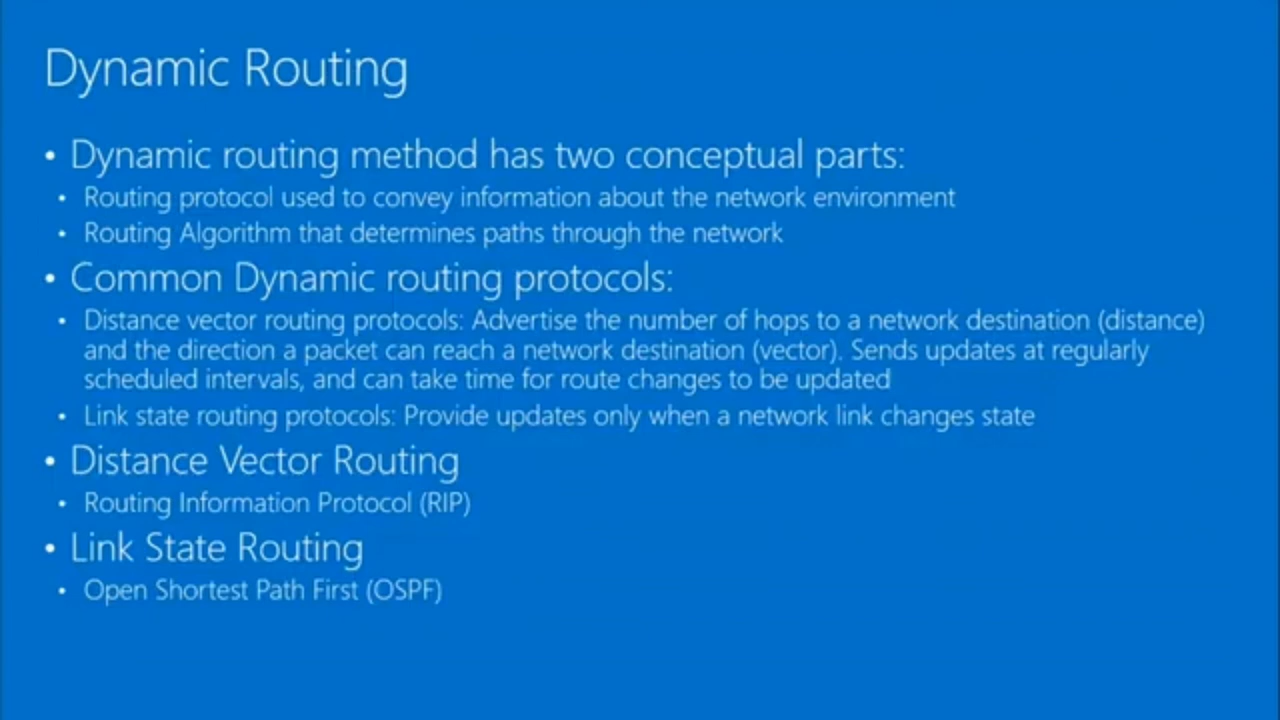 Dynamic Routing
• Dynamic routing method has two conceptual parts:
• Routing protocol used to convey information about the network environment
• Routing Algorithm that determines paths through the network
• Common Dynamic routing protocols:
• Distance vector routing protocols: Advertise the number of hops to a network destination (distance)
and the direction a packet can reach a network destination (vector). Sends updates at regularly
scheduled intervals, and can take time for route changes to be updated
• Link state routing protocols: Provide updates only when a network link changes state
• Distance Vector Routing
• Routing Information Protocol (RIP)
• Link State Routing
• Open Shortest Path First (OSPF)